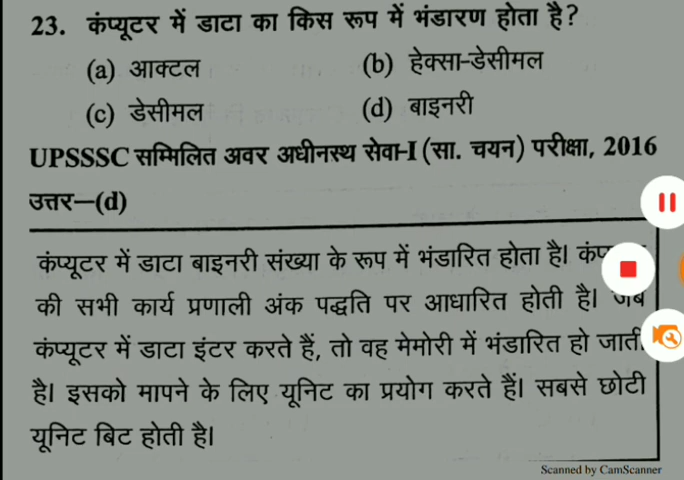 23. कंप्यूटर में डाटा का किस रूप में भंडारण होता है?
(a) आक्टल (b) हेक्सा-डेसीमल
(c) डेसीमल (d) बाइनरी
UPSSSC सम्मिलित अवर अधीनस्थ सेवा-I (सा. चयन) परीक्षा, 2016
उत्तर—(d)
कंप्यूटर में डाटा बाइनरी संख्या के रूप में भंडारित होता है।
की सभी कार्य प्रणाली अंक पद्धति पर आधारित होती है। जब
कंप्यूटर में डाटा इंटर करते हैं, तो वह मेमोरी में भंडारित हो जाती
है। इसको मापने के लिए यूनिट का प्रयोग करते हैं। सबसे छोटी
यूनिट बिट होती है।
Scanned by CamScanner